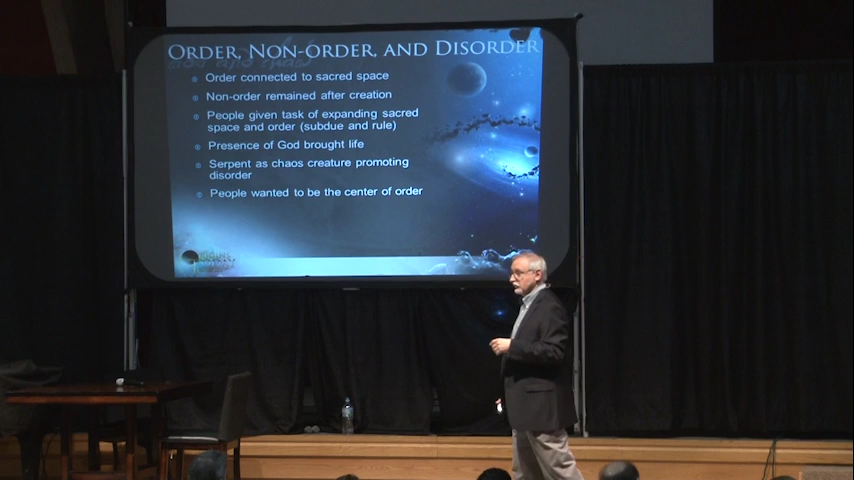 Order, Non-order, and Disorder
Order connected to sacred space
Non-order remained after creation
People given task of expanding sacred
space and order (subdue and rule)
Presence of God brought life
Serpent as chaos creature promoting
disorder
People wanted to be the center of order